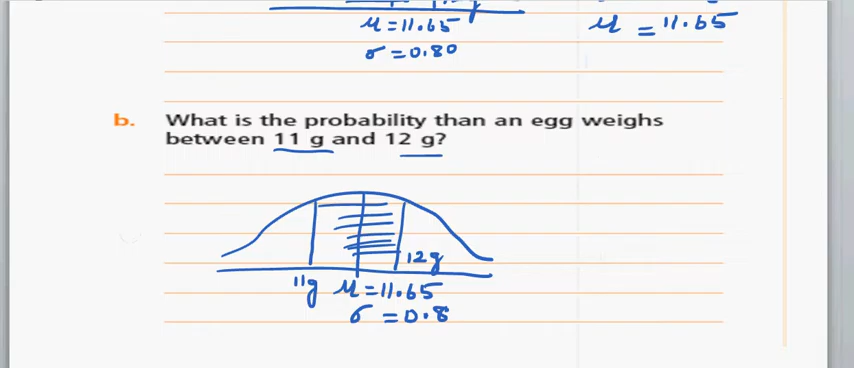 μ = 11.65
μ = 11.65
σ = 0.80
b. What is the probability than an egg weighs
between 11 g and 12 g?
12g
11g μ = 11.65
σ = 0.8